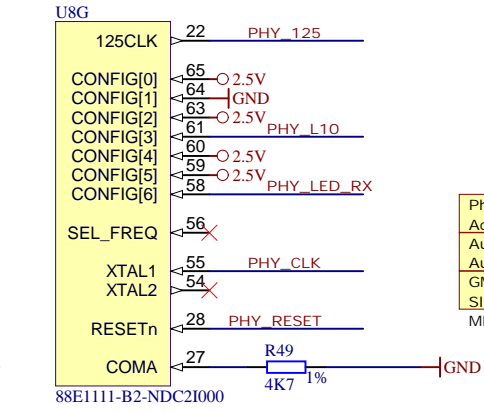 U8G
125CLK 22 PHY_125
CONFIG[0] 65 2.5V
CONFIG[1] 64 GND
CONFIG[2] 63 2.5V
CONFIG[3] 61 PHY_L10
CONFIG[4] 60 2.5V
CONFIG[5] 59 2.5V
CONFIG[6] 58 PHY_LED_RX
SEL_FREQ 56
XTAL1 55 PHY_CLK
XTAL2 54
RESETn 28 PHY_RESET
COMA 27 R49 4K7 1% GND
88E1111-B2-NDC2I000
Au
Au